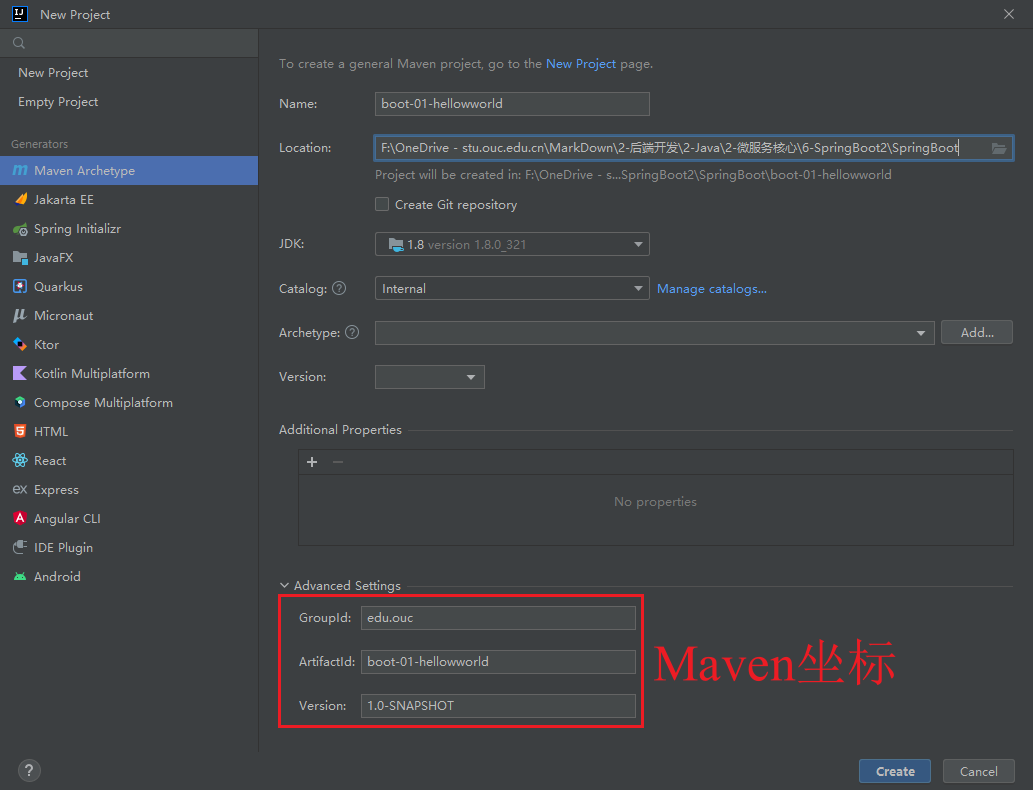 New Project
New Project
Empty Project
Generators
Maven Archetype
Jakarta EE
Spring Initializr
JavaFX
Quarkus
Micronaut
Ktor
Kotlin Multiplatform
Compose Multiplatform
HTML
React
Express
Angular CLI
IDE Plugin
Android
To create a general Maven project, go to the New Project page.
Name: boot-01-hellowworld
Location: F:\OneDrive - stu.ouc.edu.cn\MarkDown\2-后端开发\2-Java\2-微服务核心\6-SpringBoot2\SpringBoot
Project will be created in: F:\OneDrive - s...SpringBoot2\SpringBoot\boot-01-hellowworld
Create Git repository
JDK: 1.8 version 1.8.0_321
Catalog: Internal Manage catalogs...
Archetype: Add...
Version:
Additional Properties
No properties
Advanced Settings
GroupId: edu.ouc
ArtifactId: boot-01-hellowworld
Version: 1.0-SNAPSHOT
Maven坐标
Create Cancel